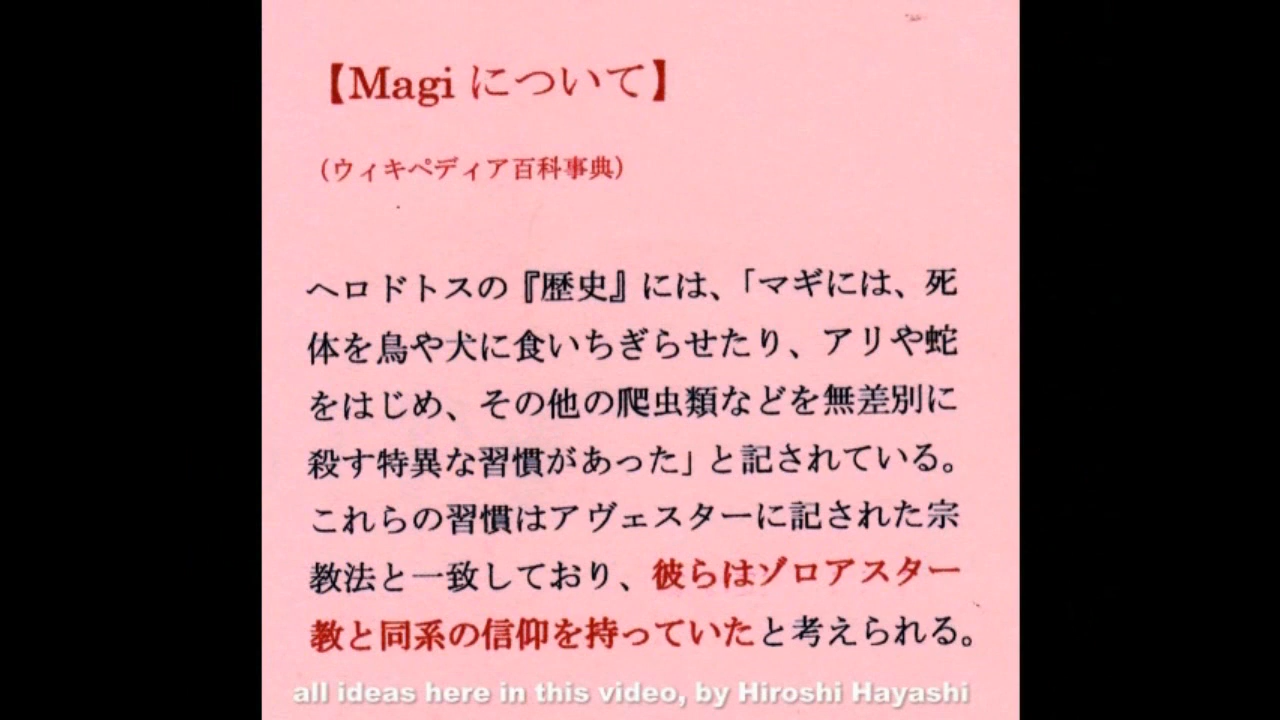 【Magi について】
（ウィキペディア百科事典）
ヘロドトスの『歴史』には、「マギには、死
体を鳥や犬に食いちぎらせたり、アリや蛇
をはじめ、その他の爬虫類などを無差別に
殺す特異な習慣があった」と記されている。
これらの習慣はアヴェスターに記された宗
教法と一致しており、彼らはゾロアスター
教と同系の信仰を持っていたと考えられる。
all ideas here in this video, by Hiroshi Hayashi